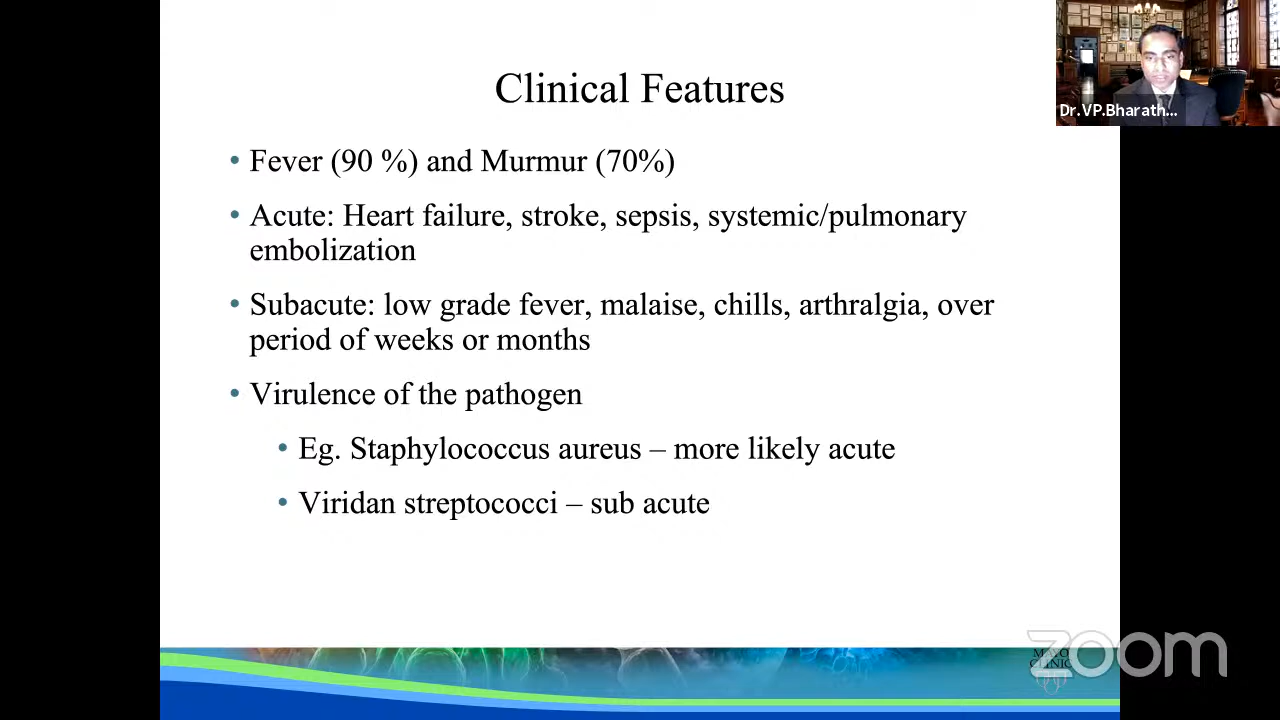 Clinical Features
Dr.VP.Bharath...
• Fever (90 %) and Murmur (70%)
• Acute: Heart failure, stroke, sepsis, systemic/pulmonary
embolization
• Subacute: low grade fever, malaise, chills, arthralgia, over
period of weeks or months
• Virulence of the pathogen
• Eg. Staphylococcus aureus – more likely acute
• Viridan streptococci – sub acute
MAYO
CLINIC
zoom